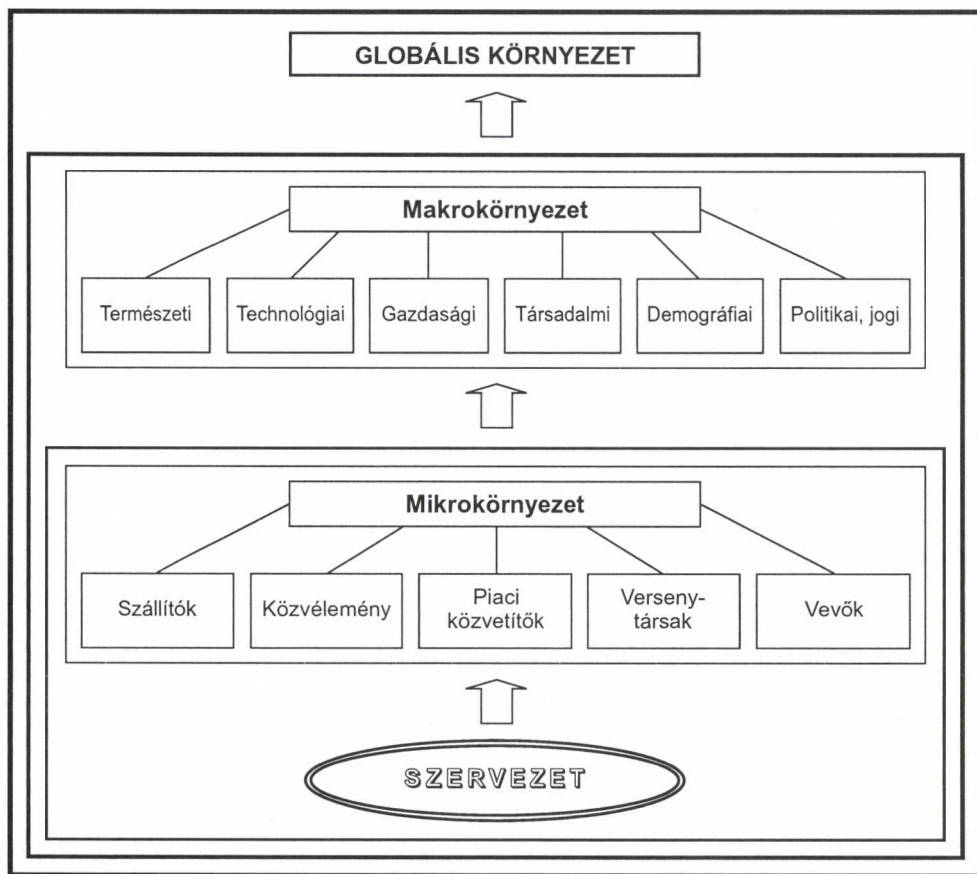 GLOBÁLIS KÖRNYEZET
Makrokörnyezet
Természeti
Technológiai
Gazdasági
Társadalmi
Demográfiai
Politikai, jogi
Mikrokörnyezet
Szállítók
Közvélemény
Piaci
közvetítők
Verseny-
társak
Vevők
SZERVEZET